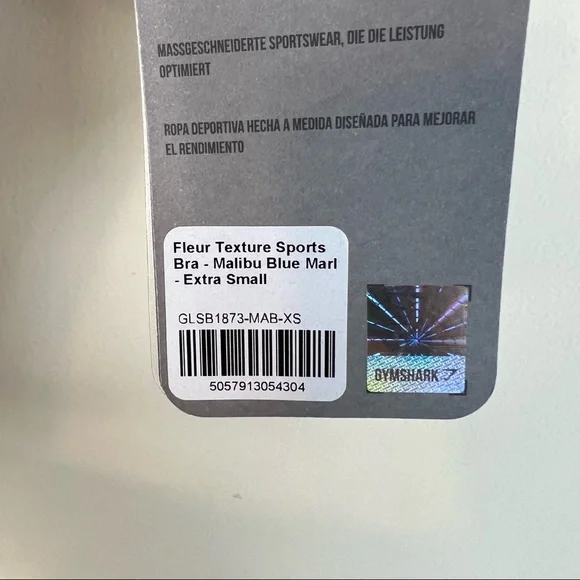 MASSGESCHNEIDERTE SPORTSWEAR, DIE DIE LEISTUNG
OPTIMIERT
ROPA DEPORTIVA HECHA A MEDIDA DISEÑADA PARA MEJORAR
EL RENDIMIENTO
Fleur Texture Sports
Bra - Malibu Blue Marl
- Extra Small
GLSB1873-MAB-XS
5057913054304
GYMSHARK